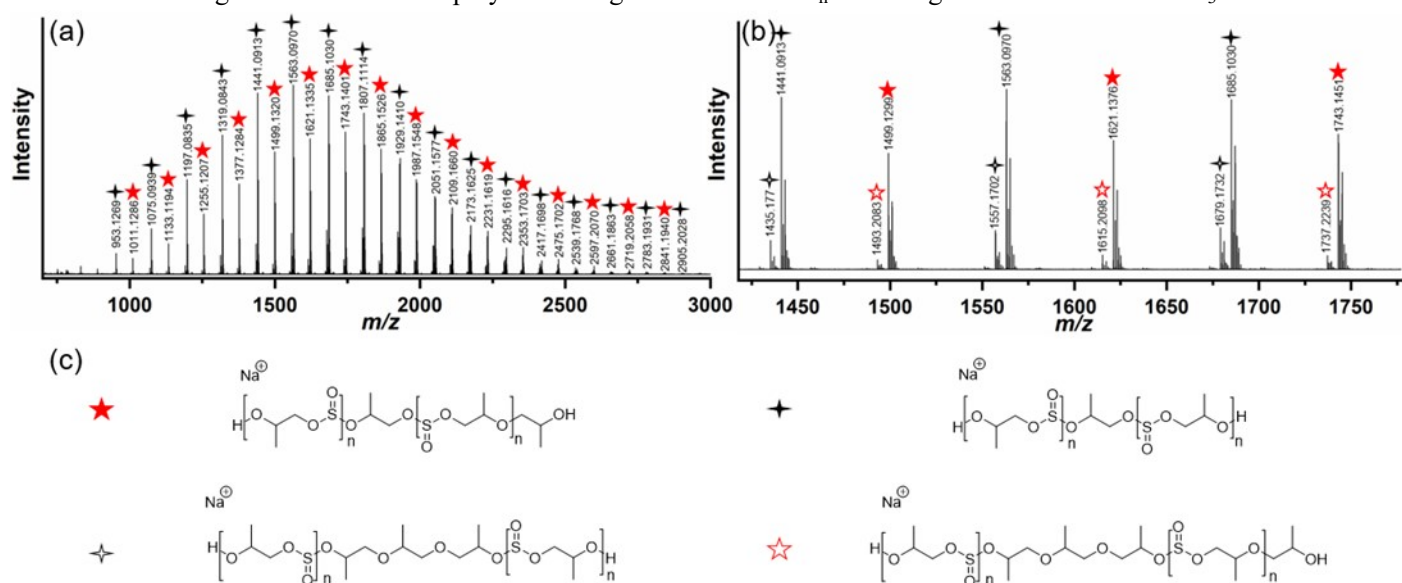 (a)
Intensity
953.1269
1011.1286
1075.0939
1133.1194
1197.0835
1255.1207
1319.0843
1377.1284
1441.0913
1499.1320
1563.0970
1621.1335
1685.1030
1743.1401
1807.1114
1865.1526
1929.1410
1987.1548
2051.1577
2109.1660
2173.1625
2231.1619
2295.1616
2353.1703
2417.1698
2475.1702
2539.1768
2597.2070
2661.1863
2719.2058
2783.1931
2841.1940
2905.2028
1000 1500 2000 2500 3000
m/z
(b)
Intensity
1435.177
1441.0913
1493.2083
1499.1299
1557.1702
1563.0970
1615.2098
1621.1376
1679.1732
1685.1030
1737.2239
1743.1451
1450 1500 1550 1600 1650 1700 1750
m/z
(c)
Na⊕
H O O S O O O O S O O O OH
n n
Na⊕
H O O S O O O O S O O O H
n n
Na⊕
H O O S O O O O O O S O O O H
n n
Na⊕
H O O S O O O O O O S O O O OH
n n